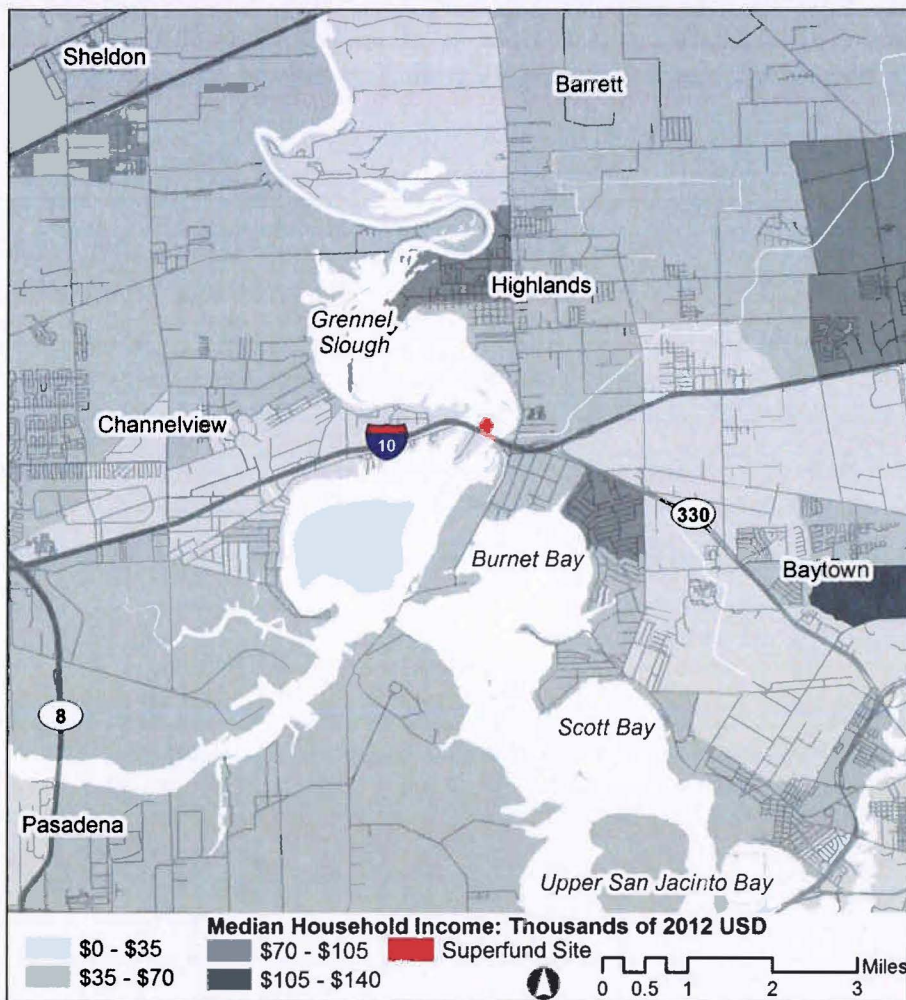 Sheldon
Barrett
Highlands
Grennel
Slough
Channelview
10
330
Burnet Bay
Baytown
8
Scott Bay
Pasadena
Upper San Jacinto Bay
Median Household Income: Thousands of 2012 USD
$0 - $35
$70 - $105
Superfund Site
$35 - $70
$105 - $140
Miles
0 0.5 1 2 3